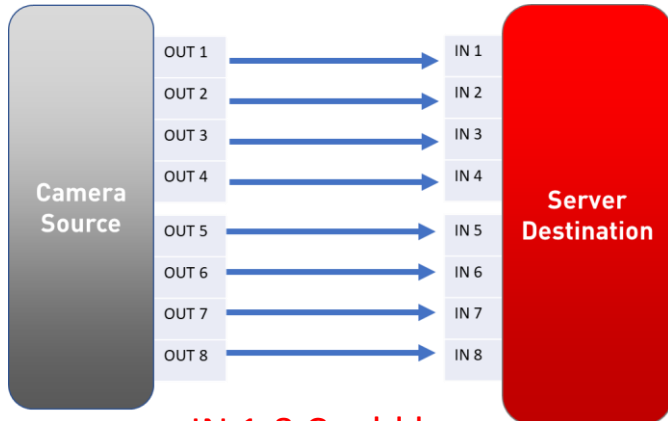 OUT 1
OUT 2
OUT 3
OUT 4
OUT 5
OUT 6
OUT 7
OUT 8
Camera
Source
IN 1
IN 2
IN 3
IN 4
IN 5
IN 6
IN 7
IN 8
Server
Destination